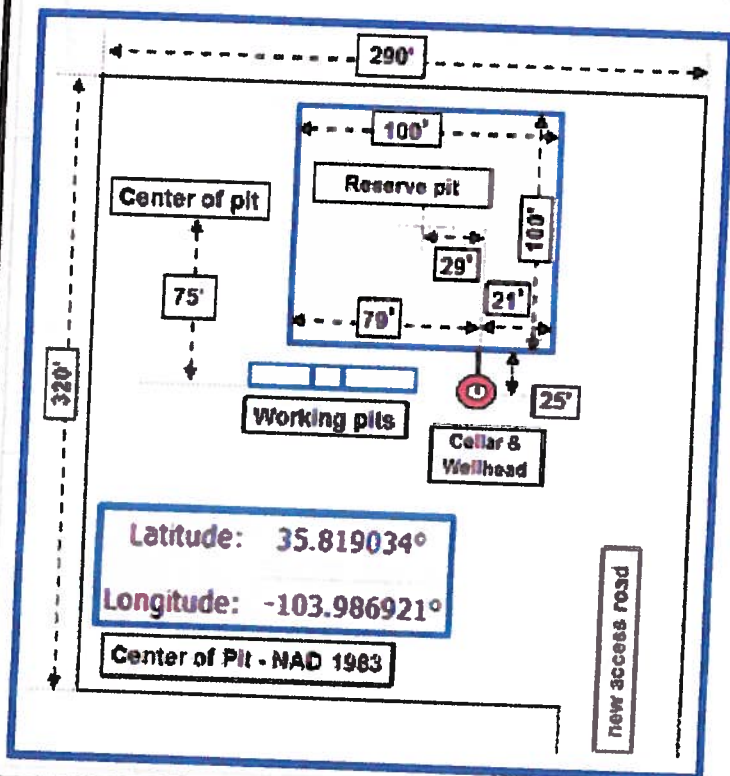 290'
100'
Reserve pit
Center of pit
100'
29'
75'
21'
79'
320'
25'
Working pits
Cellar &
Wellhead
Latitude: 35.819034°
Longitude: -103.986921°
Center of Pit - NAD 1983
new access road